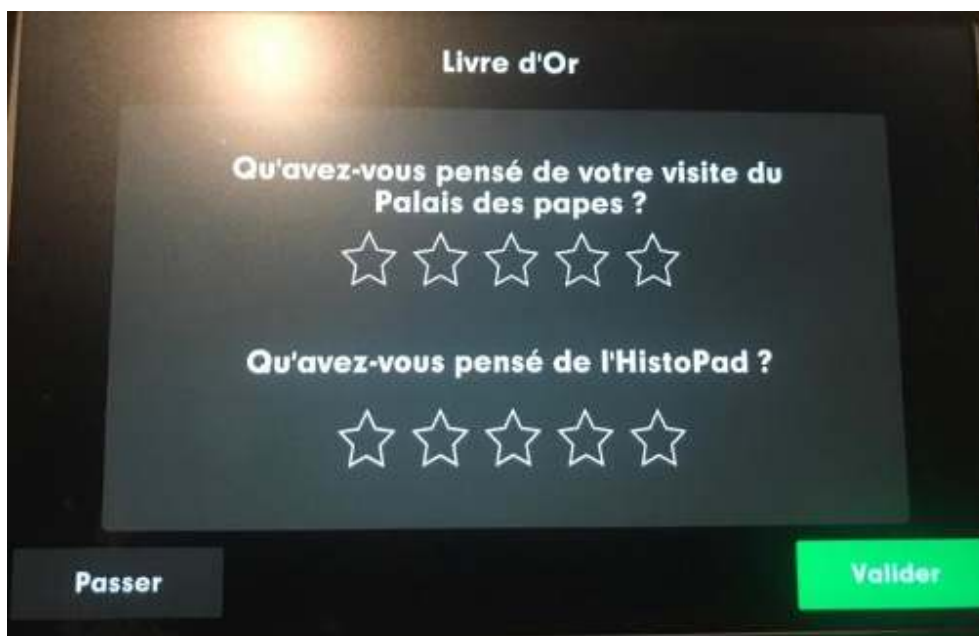 Livre d'Or
Qu'avez-vous pensé de votre visite du
Palais des papes ?
Qu'avez-vous pensé de l'HistoPad ?
Passer
Valider